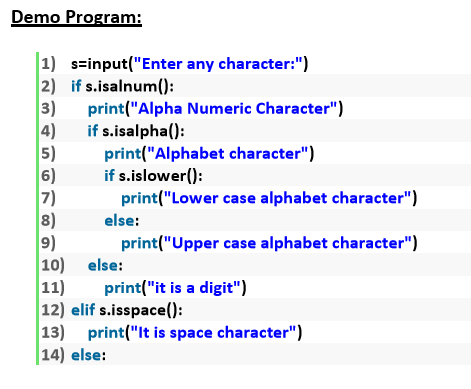 Demo Program:
1) s=input("Enter any character:")
2) if s.isalnum():
3) print("Alpha Numeric Character")
4) if s.isalpha():
5) print("Alphabet character")
6) if s.islower():
7) print("Lower case alphabet character")
8) else:
9) print("Upper case alphabet character")
10) else:
11) print("it is a digit")
12) elif s.isspace():
13) print("It is space character")
14) else: